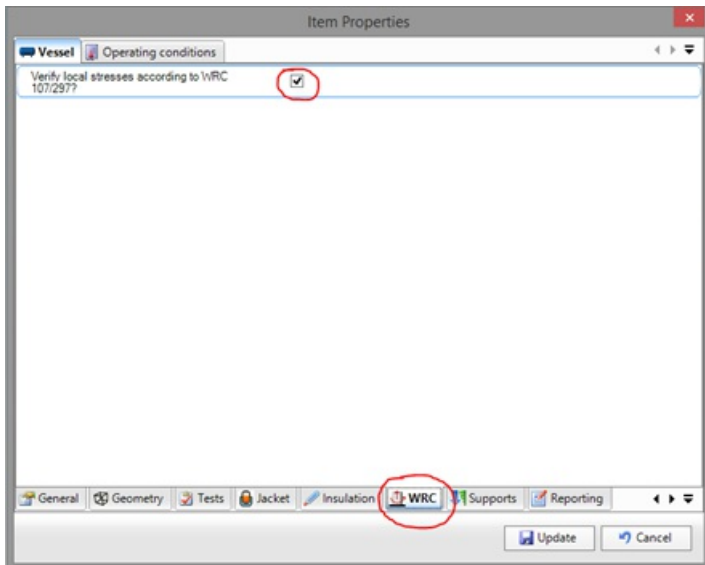 Item Properties
Vessel
Operating conditions
Verify local stresses according to WRC
107/297?
General
Geometry
Tests
Jacket
Insulation
WRC
Supports
Reporting
Update
Cancel